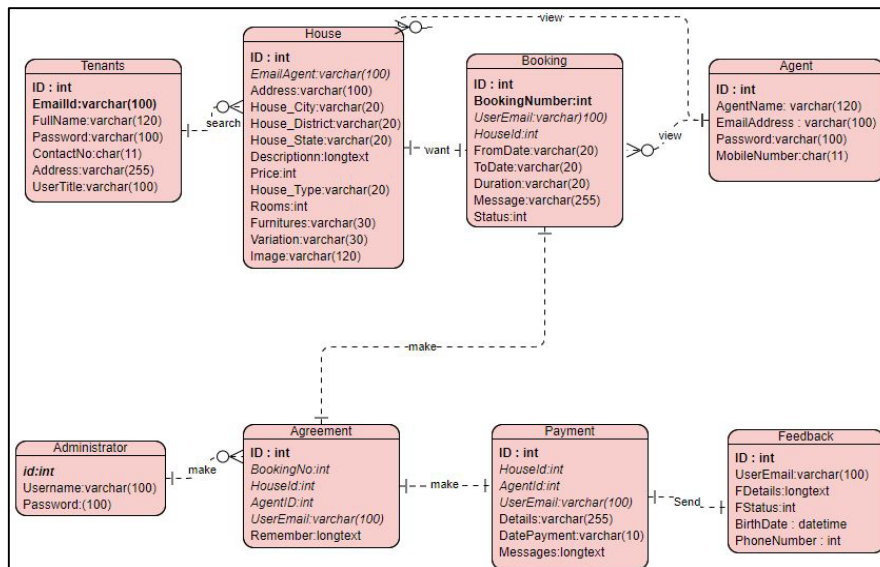 view
House
ID : int
EmailAgent:varchar(100)
Address:varchar(100)
House_City:varchar(20)
House_District:varchar(20)
House_State:varchar(20)
Descriptionn:longtext
Price:int
House_Type:varchar(20)
Rooms:int
Furnitures:varchar(30)
Variation:varchar(30)
Image:varchar(120)
Tenants
ID : int
EmailId:varchar(100)
FullName:varchar(120)
Password:varchar(100)
ContactNo:char(11)
Address:varchar(255)
UserTitle:varchar(100)
search
want
Booking
ID : int
BookingNumber:int
UserEmail:varchar)100)
HouseId:int
FromDate:varchar(20)
ToDate:varchar(20)
Duration:varchar(20)
Message:varchar(255)
Status:int
view
Agent
ID : int
AgentName: varchar(120)
EmailAddress : varchar(100)
Password:varchar(100)
MobileNumber:char(11)
make
Administrator
id:int
Username:varchar(100)
Password:(100)
make
Agreement
ID : int
BookingNo:int
HouseId:int
AgentID:int
UserEmail:varchar(100)
Remember:longtext
make
Payment
ID : int
HouseId:int
AgentId:int
UserEmail:varchar(100)
Details:varchar(255)
DatePayment:varchar(10)
Messages:longtext
Send
Feedback
ID : int
UserEmail:varchar(100)
FDetails:longtext
FStatus:int
BirthDate : datetime
PhoneNumber : int